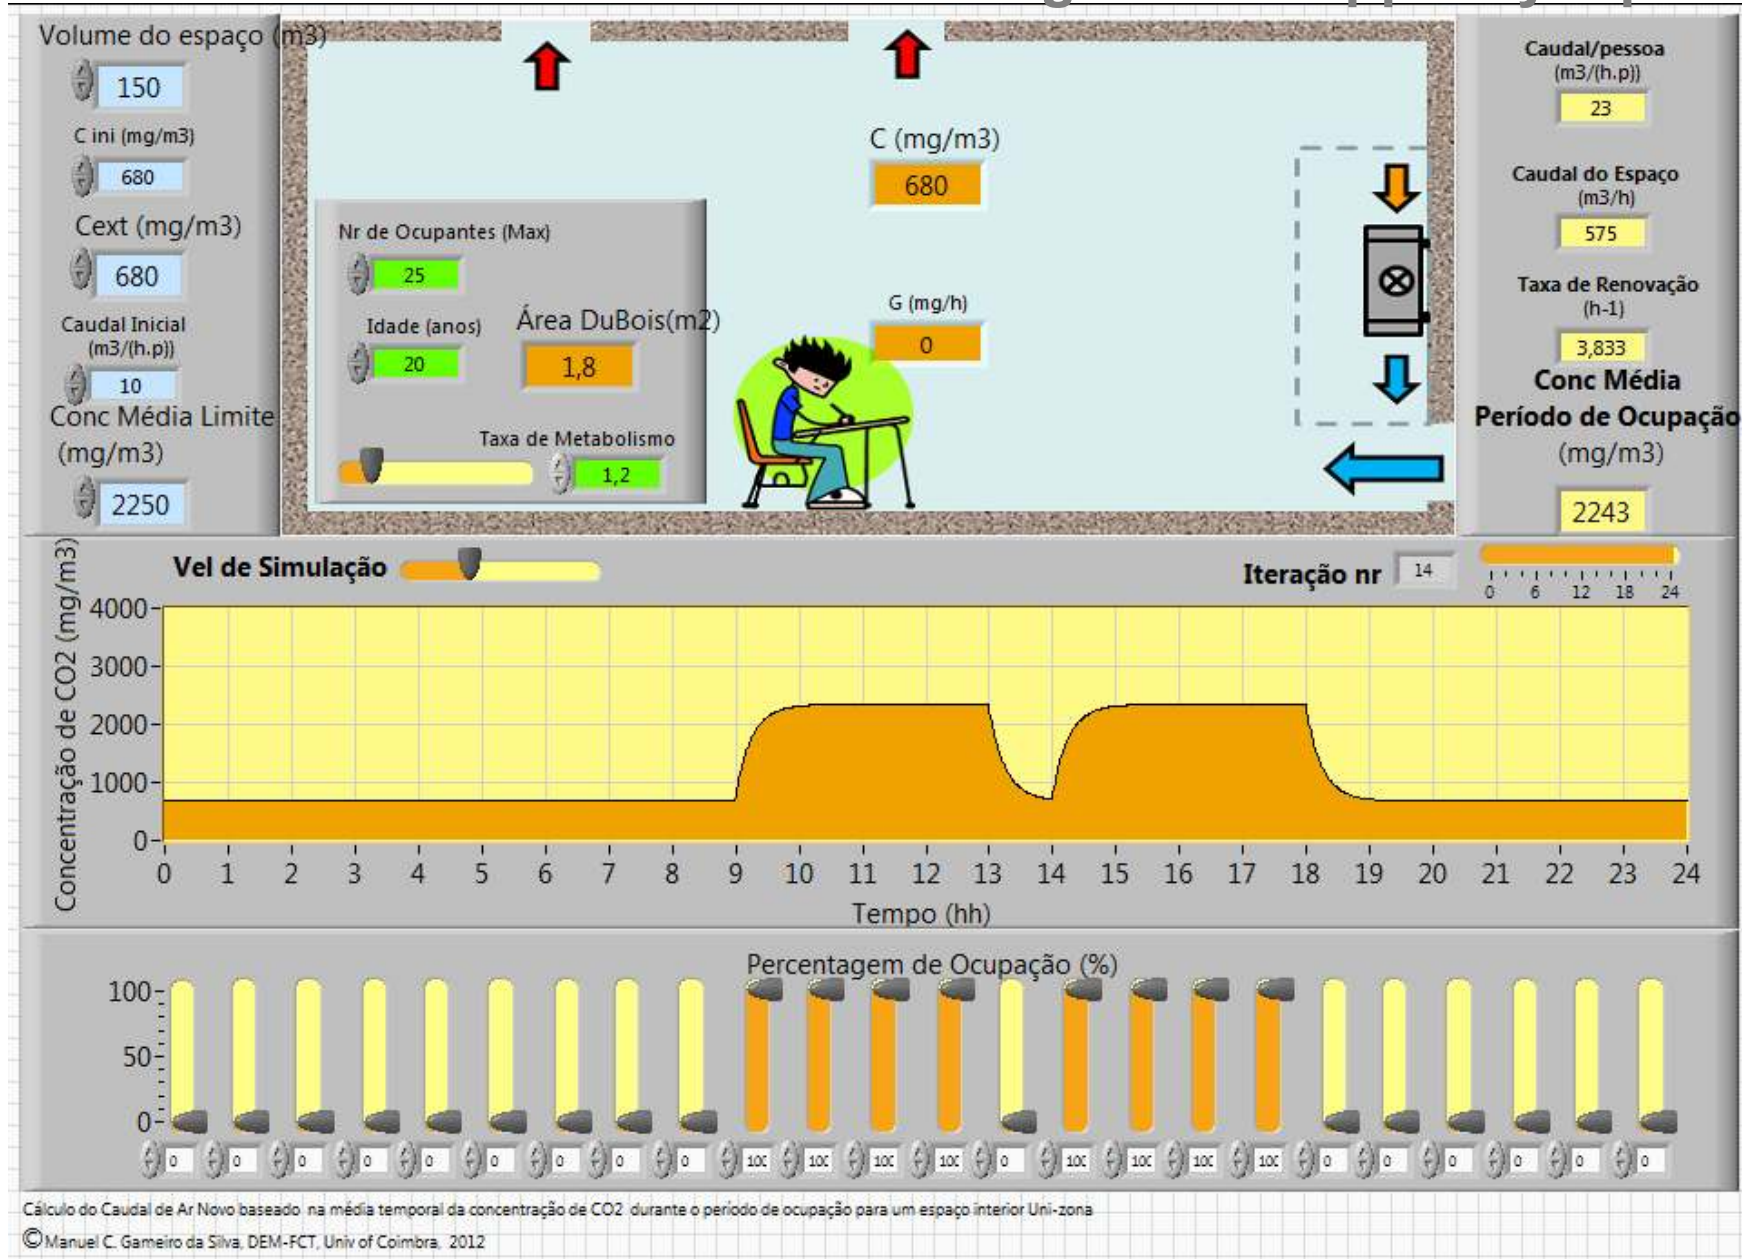 Volume do espaço (m3)
150
C ini (mg/m3)
680
Cext (mg/m3)
680
Caudal Inicial
(m3/(h.p))
10
Conc Média Limite
(mg/m3)
2250
Nr de Ocupantes (Max)
25
Idade (anos)
20
Área DuBois(m2)
1,8
Taxa de Metabolismo
1,2
C (mg/m3)
680
G (mg/h)
0
Caudal/pessoa
(m3/(h.p))
23
Caudal do Espaço
(m3/h)
575
Taxa de Renovação
(h-1)
3,833
Conc Média
Período de Ocupação
(mg/m3)
2243
Vel de Simulação
Iteração nr 14
0 6 12 18 24
Concentração de CO2 (mg/m3)
4000
3000
2000
1000
0
0 1 2 3 4 5 6 7 8 9 10 11 12 13 14 15 16 17 18 19 20 21 22 23 24
Tempo (hh)
Percentagem de Ocupação (%)
100
50
0
0 0 0 0 0 0 0 0 0 100 100 100 100 0 100 100 100 100 0 0 0 0 0 0
Cálculo do Caudal de Ar Novo baseado na média temporal da concentração de CO2 durante o período de ocupação para um espaço interior Uni-zona
©Manuel C. Gameiro da Silva, DEM-FCT, Univ of Coimbra, 2012